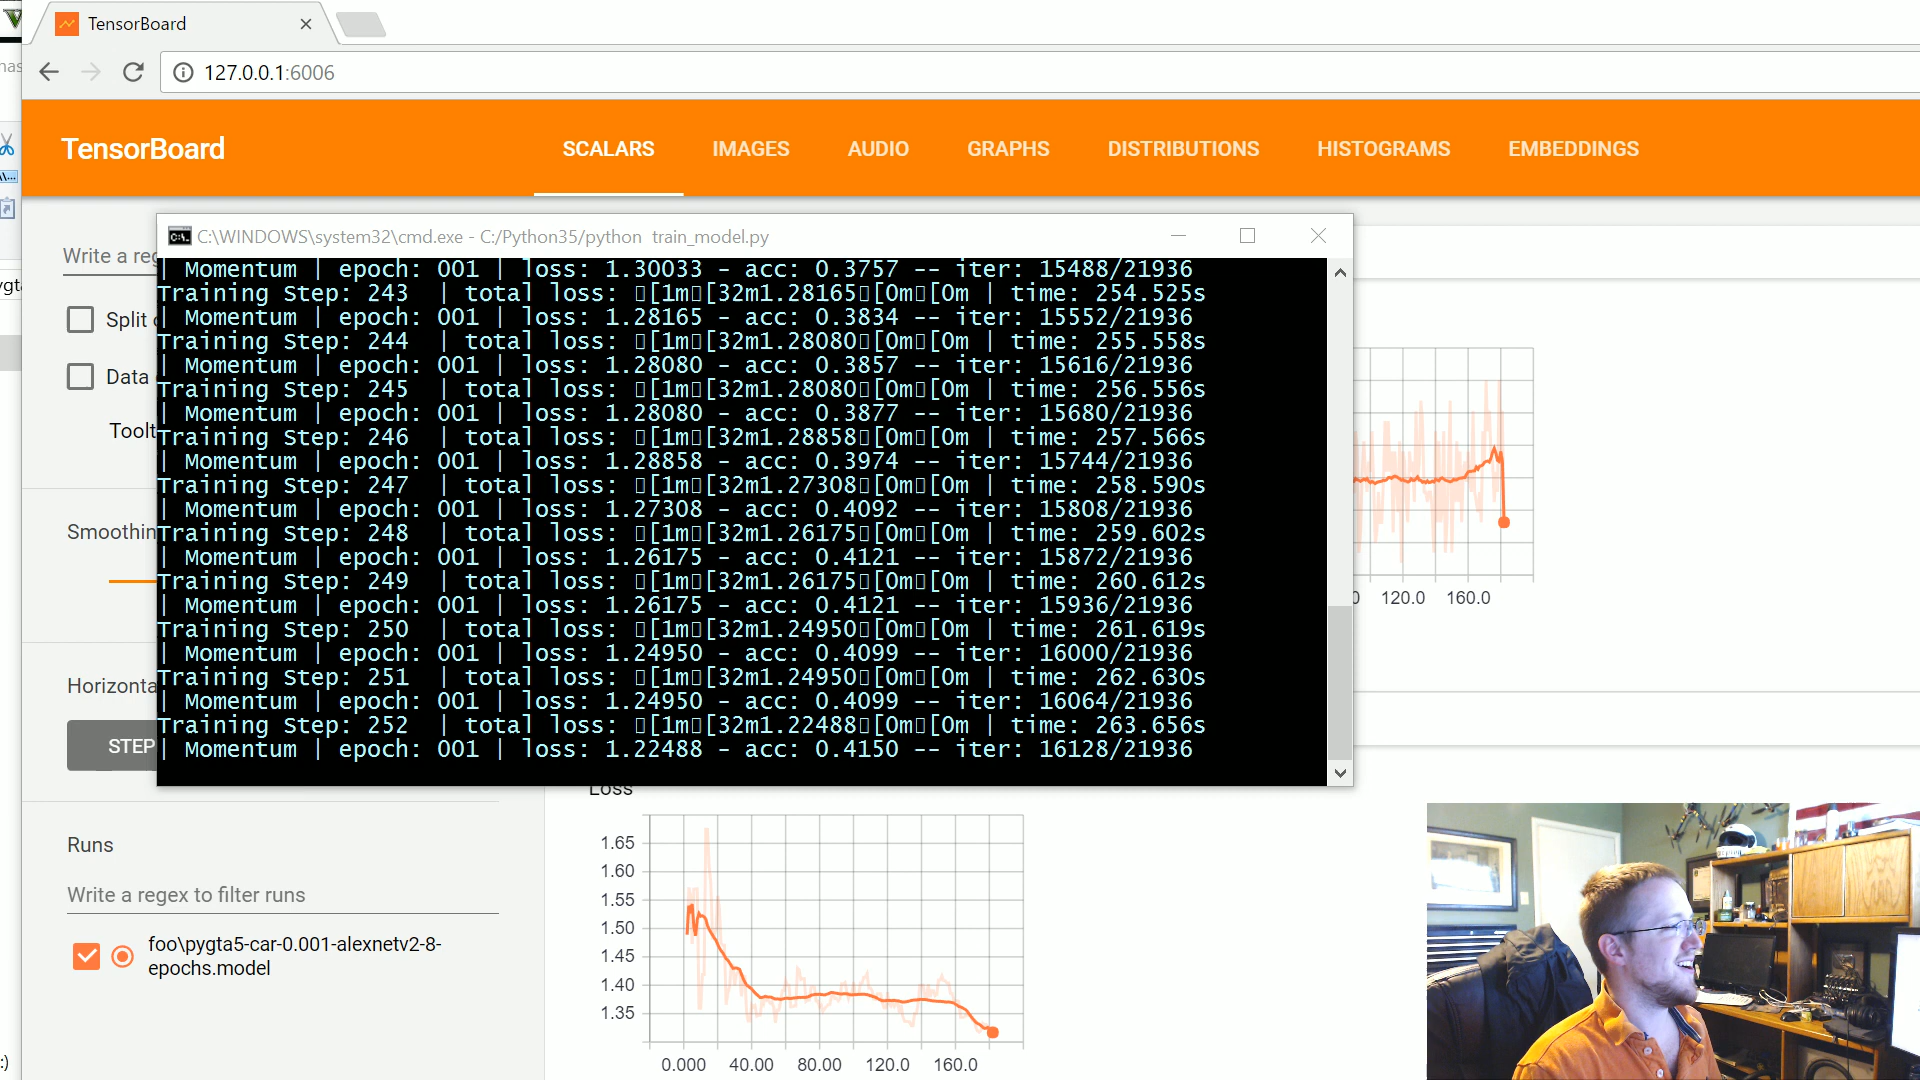 TensorBoard
127.0.0.1:6006
TensorBoard
SCALARS
IMAGES
AUDIO
GRAPHS
DISTRIBUTIONS
HISTOGRAMS
EMBEDDINGS
C:\WINDOWS\system32\cmd.exe - C:/Python35/python train_model.py
| Momentum | epoch: 001 | loss: 1.30033 - acc: 0.3757 -- iter: 15488/21936
Training Step: 243 | total loss: [1m[32m1.28165[0m[0m | time: 254.525s
| Momentum | epoch: 001 | loss: 1.28165 - acc: 0.3834 -- iter: 15552/21936
Training Step: 244 | total loss: [1m[32m1.28080[0m[0m | time: 255.558s
| Momentum | epoch: 001 | loss: 1.28080 - acc: 0.3857 -- iter: 15616/21936
Training Step: 245 | total loss: [1m[32m1.28080[0m[0m | time: 256.556s
| Momentum | epoch: 001 | loss: 1.28080 - acc: 0.3877 -- iter: 15680/21936
Training Step: 246 | total loss: [1m[32m1.28858[0m[0m | time: 257.566s
| Momentum | epoch: 001 | loss: 1.28858 - acc: 0.3974 -- iter: 15744/21936
Training Step: 247 | total loss: [1m[32m1.27308[0m[0m | time: 258.590s
| Momentum | epoch: 001 | loss: 1.27308 - acc: 0.4092 -- iter: 15808/21936
Training Step: 248 | total loss: [1m[32m1.26175[0m[0m | time: 259.602s
| Momentum | epoch: 001 | loss: 1.26175 - acc: 0.4121 -- iter: 15872/21936
Training Step: 249 | total loss: [1m[32m1.26175[0m[0m | time: 260.612s
| Momentum | epoch: 001 | loss: 1.26175 - acc: 0.4121 -- iter: 15936/21936
Training Step: 250 | total loss: [1m[32m1.24950[0m[0m | time: 261.619s
| Momentum | epoch: 001 | loss: 1.24950 - acc: 0.4099 -- iter: 16000/21936
Training Step: 251 | total loss: [1m[32m1.24950[0m[0m | time: 262.630s
| Momentum | epoch: 001 | loss: 1.24950 - acc: 0.4099 -- iter: 16064/21936
Training Step: 252 | total loss: [1m[32m1.22488[0m[0m | time: 263.656s
| Momentum | epoch: 001 | loss: 1.22488 - acc: 0.4150 -- iter: 16128/21936
Write a reg
Split
Data
Toolt
Smoothin
Horizonta
STEP
Runs
Write a regex to filter runs
foo\pygta5-car-0.001-alexnetv2-8-
epochs.model
120.0 160.0
Loss
1.65
1.60
1.55
1.50
1.45
1.40
1.35
0.000 40.00 80.00 120.0 160.0
:)